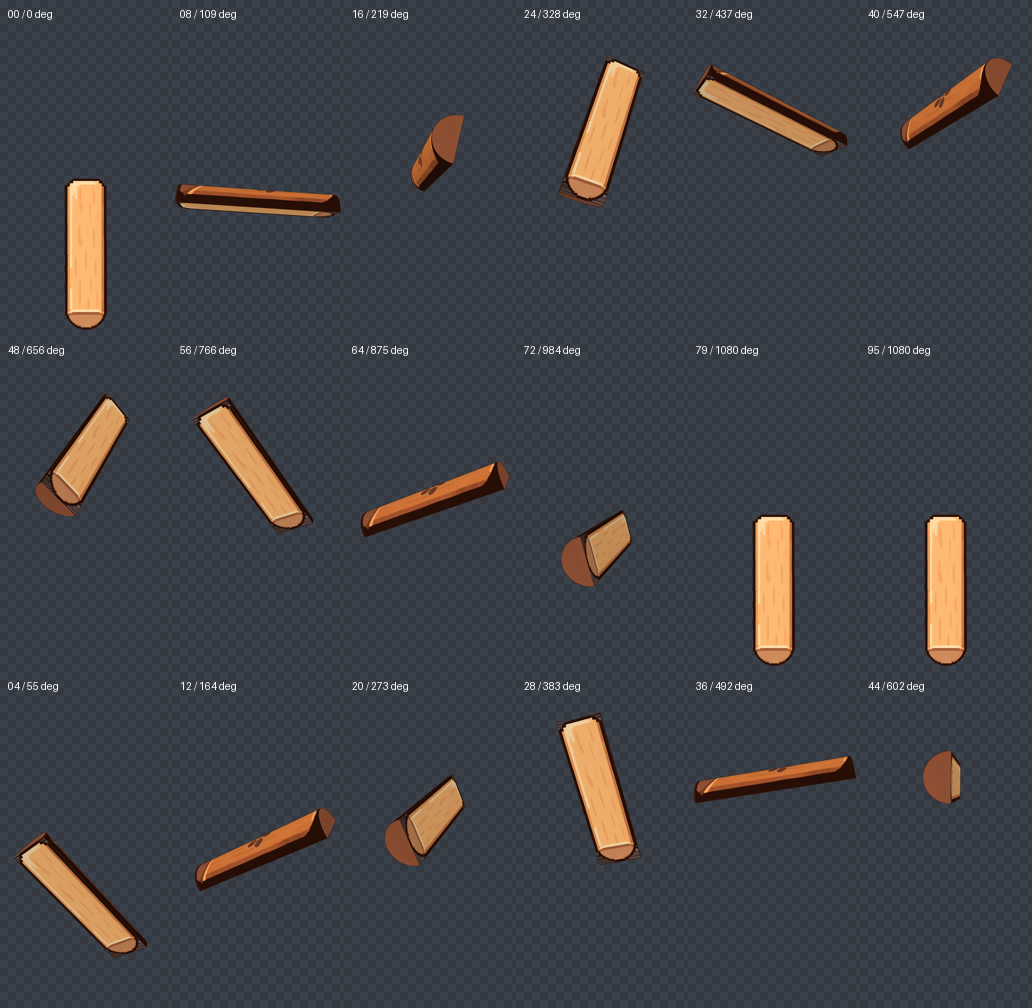 00 / 0 deg
08 / 109 deg
16 / 219 deg
24 / 328 deg
32 / 437 deg
40 / 547 deg
48 / 656 deg
56 / 766 deg
64 / 875 deg
72 / 984 deg
79 / 1080 deg
95 / 1080 deg
04 / 55 deg
12 / 164 deg
20 / 273 deg
28 / 383 deg
36 / 492 deg
44 / 602 deg